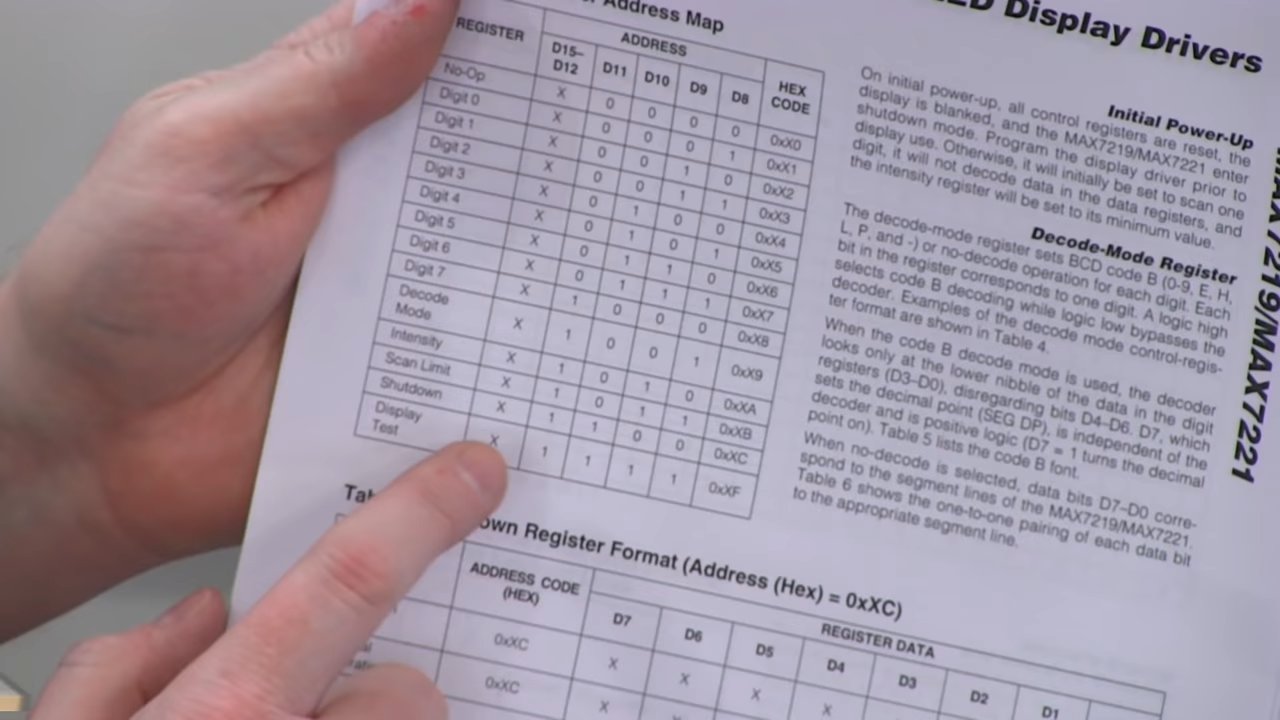 Address Map
ED Display Drivers
REGISTER ADDRESS HEX CODE
D15– D12 D11 D10 D9 D8
No-Op X 0 0 0 0 0xX0
Digit 0 X 0 0 0 1 0xX1
Digit 1 X 0 0 1 0 0xX2
Digit 2 X 0 0 1 1 0xX3
Digit 3 X 0 1 0 0 0xX4
Digit 4 X 0 1 0 1 0xX5
Digit 5 X 0 1 1 0 0xX6
Digit 6 X 0 1 1 1 0xX7
Digit 7 X 1 0 0 0 0xX8
Decode Mode X 1 0 0 1 0xX9
Intensity X 1 0 1 0 0xXA
Scan Limit X 1 0 1 1 0xXB
Shutdown X 1 1 0 0 0xXC
Display Test X 1 1 1 1 0xXF
Initial Power-Up
On initial power-up, all control registers are reset, the
display is blanked, and the MAX7219/MAX7221 enter
shutdown mode. Program the display driver prior to
display use. Otherwise, it will initially be set to scan one
digit, it will not decode data in the data registers, and
the intensity register will be set to its minimum value.
Decode-Mode Register
The decode-mode register sets BCD code B (0-9, E, H,
L, P, and -) or no-decode operation for each digit. Each
bit in the register corresponds to one digit. A logic high
selects code B decoding while logic low bypasses the
decoder. Examples of the decode mode control-regis-
ter format are shown in Table 4.
When the code B decode mode is used, the decoder
looks only at the lower nibble of the data in the digit
registers (D3–D0), disregarding bits D4–D6. D7, which
sets the decimal point (SEG DP), is independent of the
decoder and is positive logic (D7 = 1 turns the decimal
point on). Table 5 lists the code B font.
When no-decode is selected, data bits D7–D0 corre-
spond to the segment lines of the MAX7219/MAX7221.
Table 6 shows the one-to-one pairing of each data bit
to the appropriate segment line.
MAX7219/MAX7221
own Register Format (Address (Hex) = 0xXC)
ADDRESS CODE (HEX) REGISTER DATA
D7 D6 D5 D4 D3 D2 D1
0xXC X X X X
0xXC X